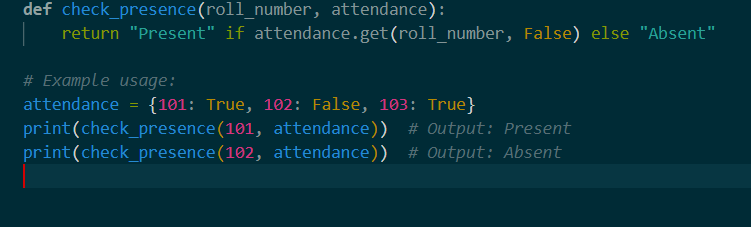 def check_presence(roll_number, attendance):
    return "Present" if attendance.get(roll_number, False) else "Absent"
# Example usage:
attendance = {101: True, 102: False, 103: True}
print(check_presence(101, attendance))  # Output: Present
print(check_presence(102, attendance))  # Output: Absent